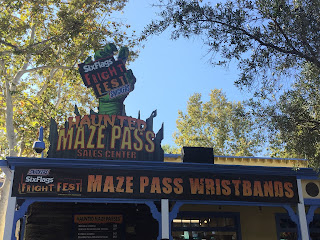 SixFlags
FRIGHT FEST
HAUNTED
MAZE PASS
SALES CENTER
SixFlags
FRIGHT FEST
MAZE PASS WRISTBANDS